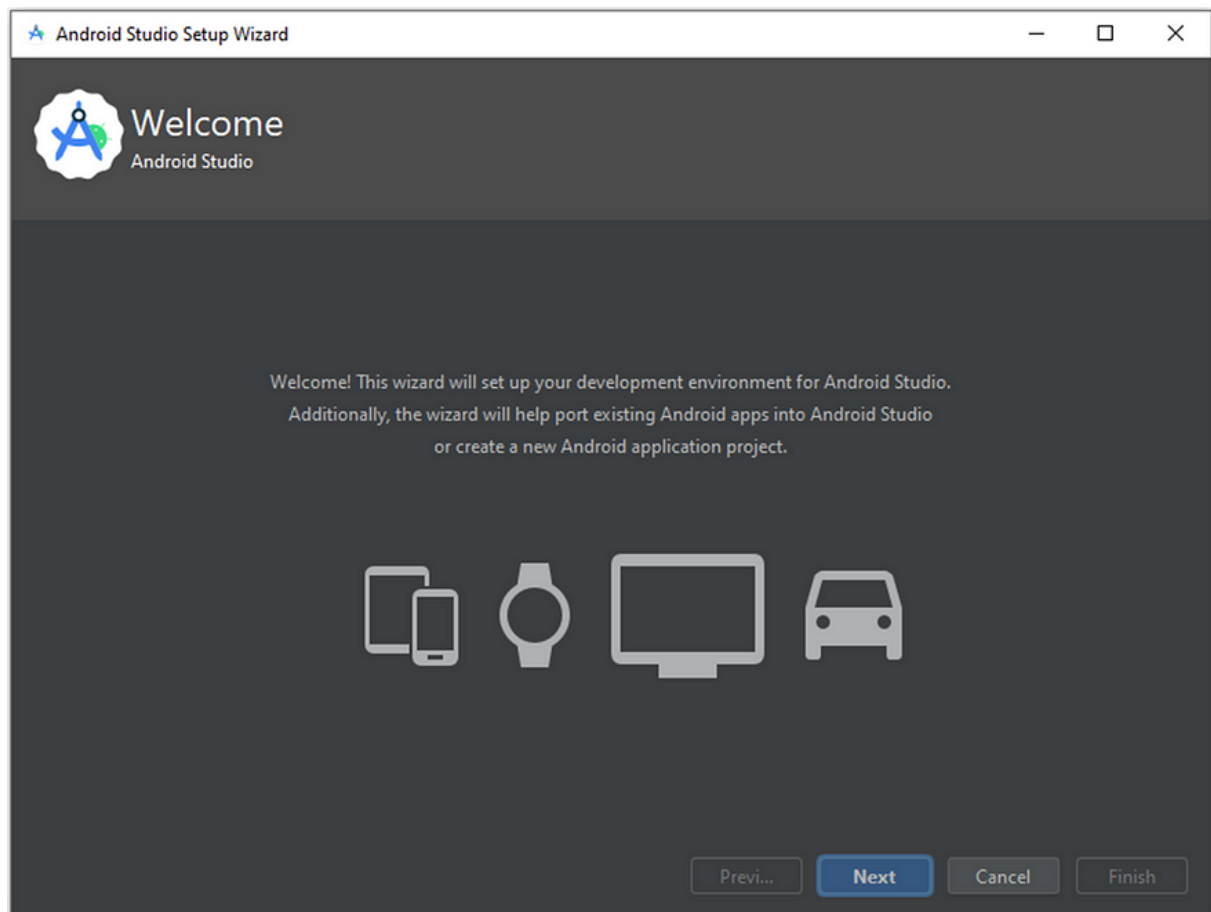 Android Studio Setup Wizard
Welcome
Android Studio
Welcome! This wizard will set up your development environment for Android Studio.
Additionally, the wizard will help port existing Android apps into Android Studio
or create a new Android application project.
Previ... Next Cancel Finish